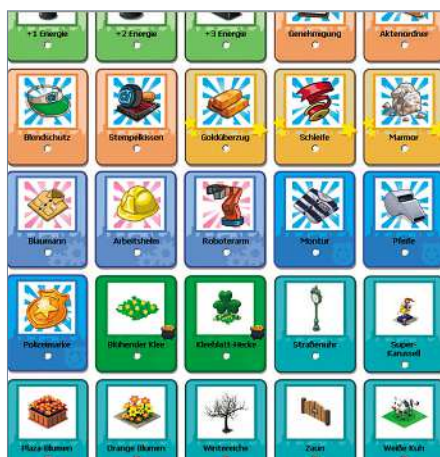 +1 Energie
+2 Energie
+3 Energie
Genehmigung
Aktenordner
Blendschutz
Stempelkissen
Goldüberzug
Schleife
Marmor
Blaumann
Arbeitshelm
Roboterarm
Montur
Pfeife
Polizeimarke
Blühender Klee
Kleeblatt-Hecke
Straßenuhr
Super-
Karussell
Plaza-Blumen
Orange Blumen
Wintereiche
Zaun
Weiße Kuh